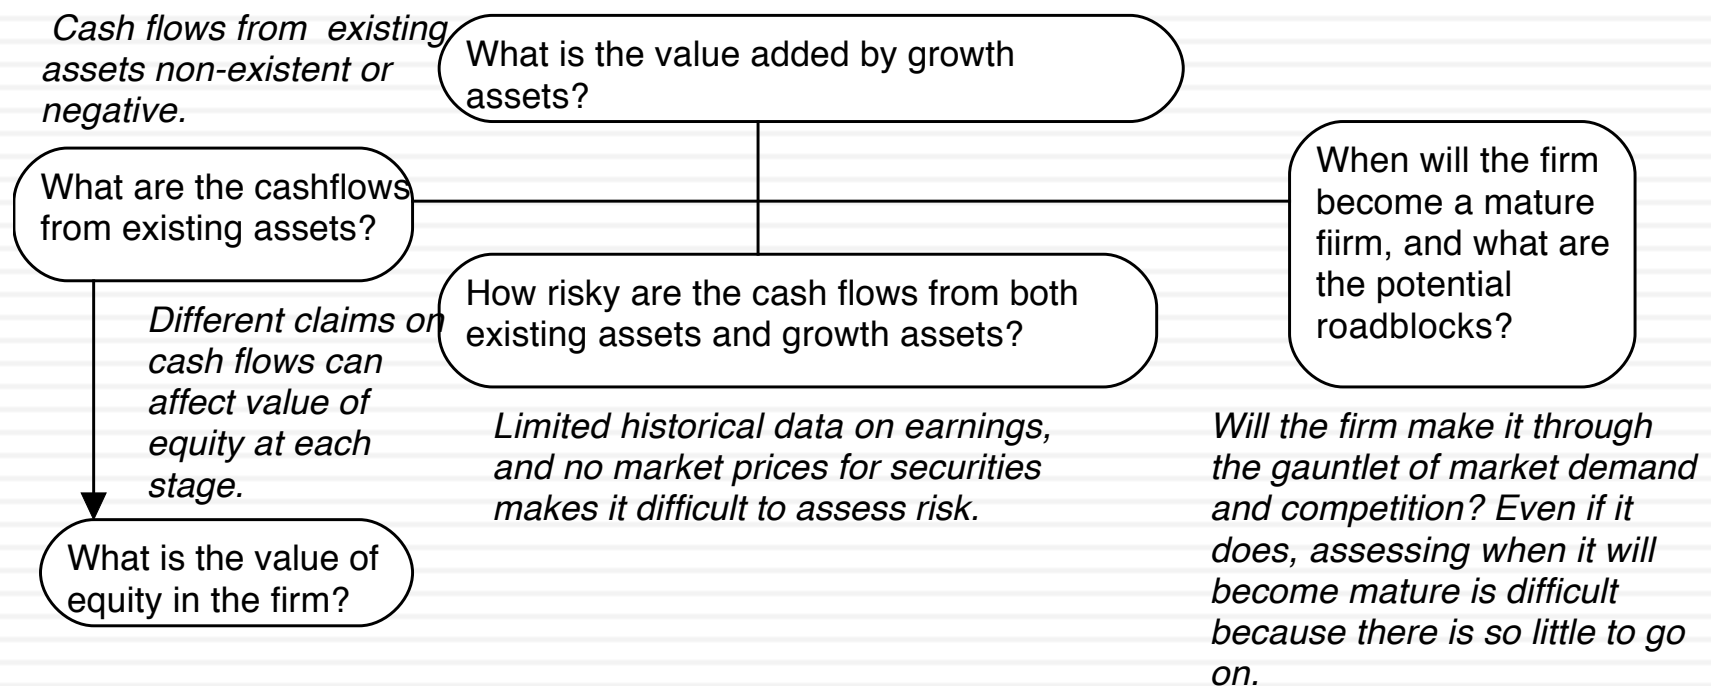 Cash flows from  existing
assets non-existent or
negative.
What is the value added by growth
assets?
What are the cashflows
from existing assets?
When will the firm
become a mature
fiirm, and what are
the potential
roadblocks?
How risky are the cash flows from both
existing assets and growth assets?
Different claims on
cash flows can
affect value of
equity at each
stage.
Limited historical data on earnings,
and no market prices for securities
makes it difficult to assess risk.
Will the firm make it through
the gauntlet of market demand
and competition? Even if it
does, assessing when it will
become mature is difficult
because there is so little to go
on.
What is the value of
equity in the firm?